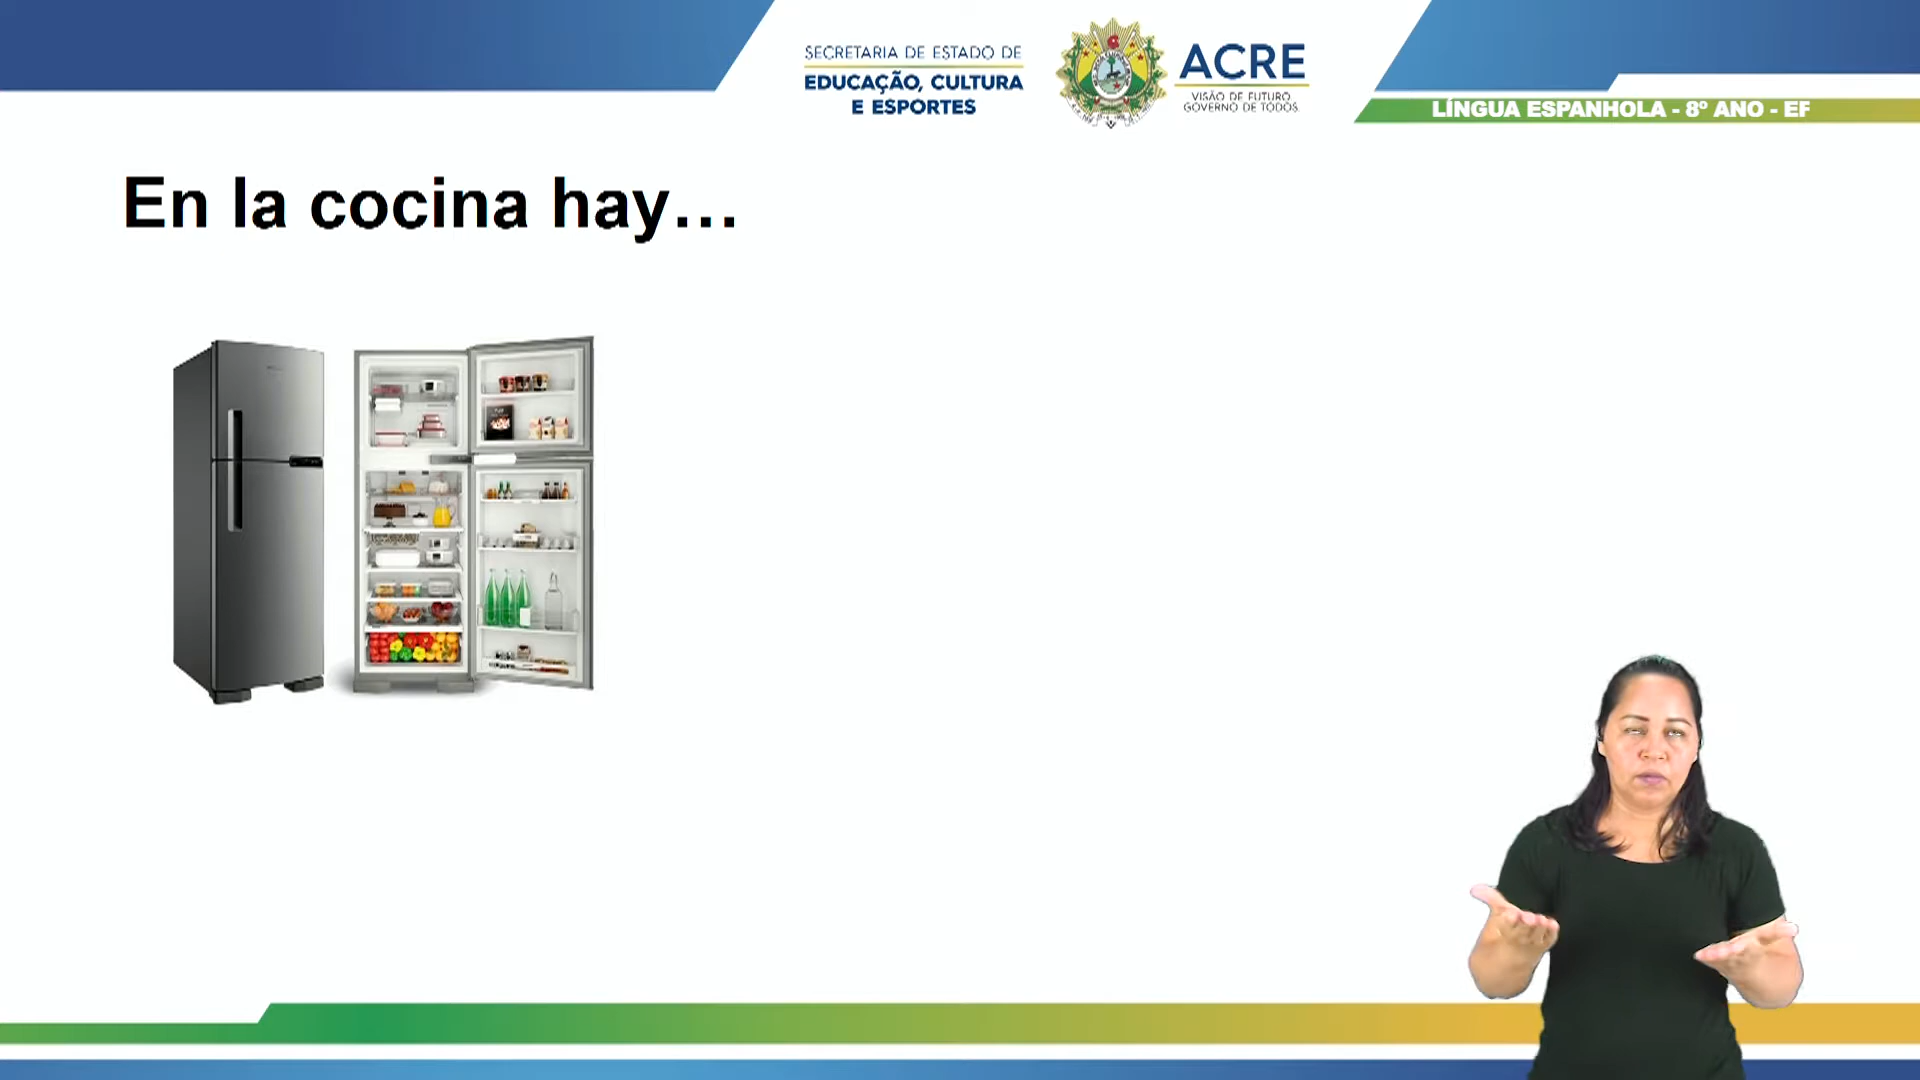 SECRETARIA DE ESTADO DE
EDUCAÇÃO, CULTURA
E ESPORTES
ACRE
VISÃO DE FUTURO
GOVERNO DE TODOS
LÍNGUA ESPANHOLA - 8º ANO - EF
En la cocina hay…